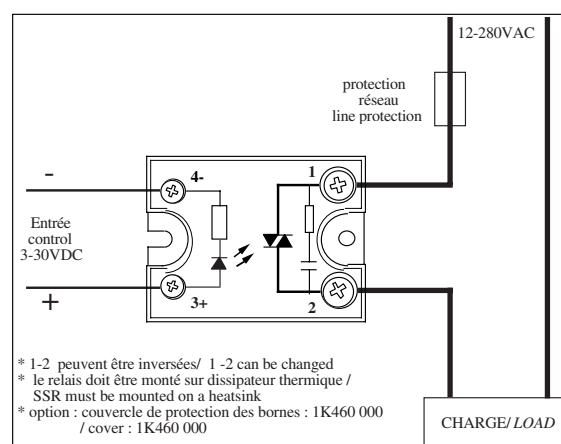 12-280VAC
protection
réseau
line protection
4-
1
-
Entrée
control
3-30VDC
+
3+
2
* 1-2 peuvent être inversées/ 1 -2 can be changed
* le relais doit être monté sur dissipateur thermique /
SSR must be mounted on a heatsink
* option : couvercle de protection des bornes : 1K460 000
/ cover : 1K460 000
CHARGE/ LOAD